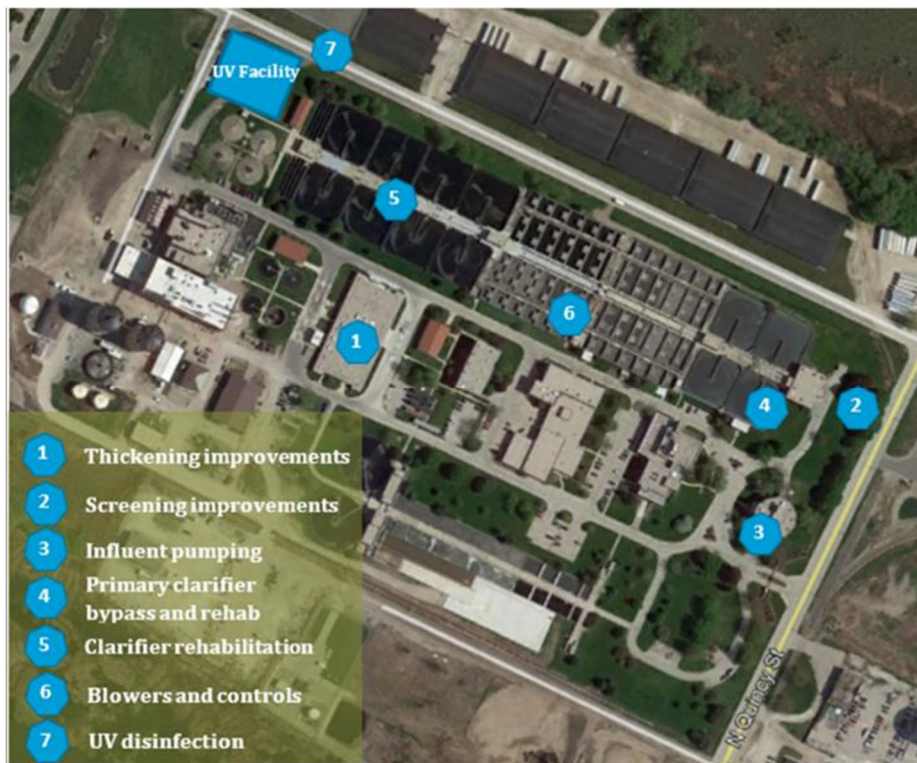 7
UV Facility
5
6
1
4
2
3
1 Thickening improvements
2 Screening improvements
3 Influent pumping
4 Primary clarifier
bypass and rehab
5 Clarifier rehabilitation
6 Blowers and controls
7 UV disinfection
N Quincy St